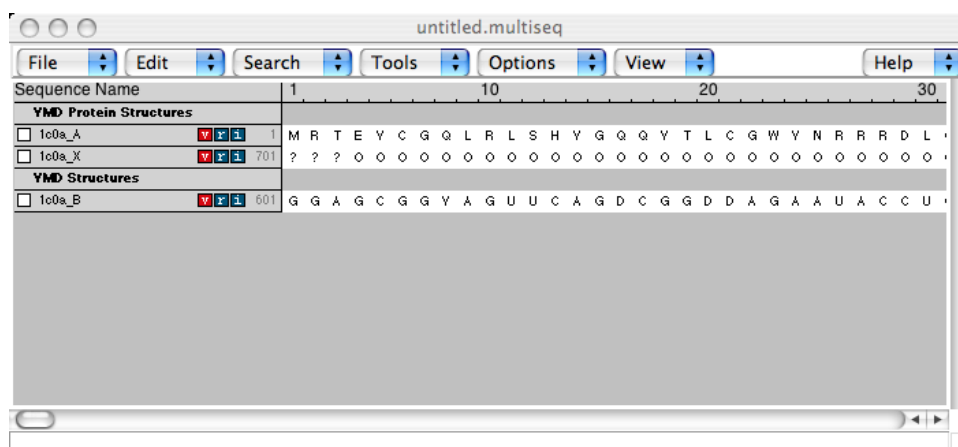 untitled.multiseq
File Edit Search Tools Options View Help
Sequence Name 1 10 20 30
YMD Protein Structures
1c0a_A v r i 1 M R T E Y C G Q L R L S H Y G Q Q Y T L C G W Y N R R R D L
1c0a_X v r i 701 ? ? ? O O O O O O O O O O O O O O O O O O O O O O O O O O O
YMD Structures
1c0a_B v r i 601 G G A G C G G Y A G U U C A G D C G G D D A G A A U A C C U